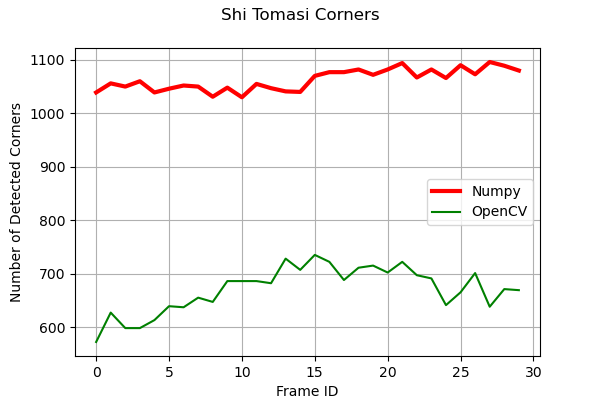 Shi Tomasi Corners
Number of Detected Corners
1100
1000
900
800
700
600
Numpy
OpenCV
0 5 10 15 20 25 30
Frame ID